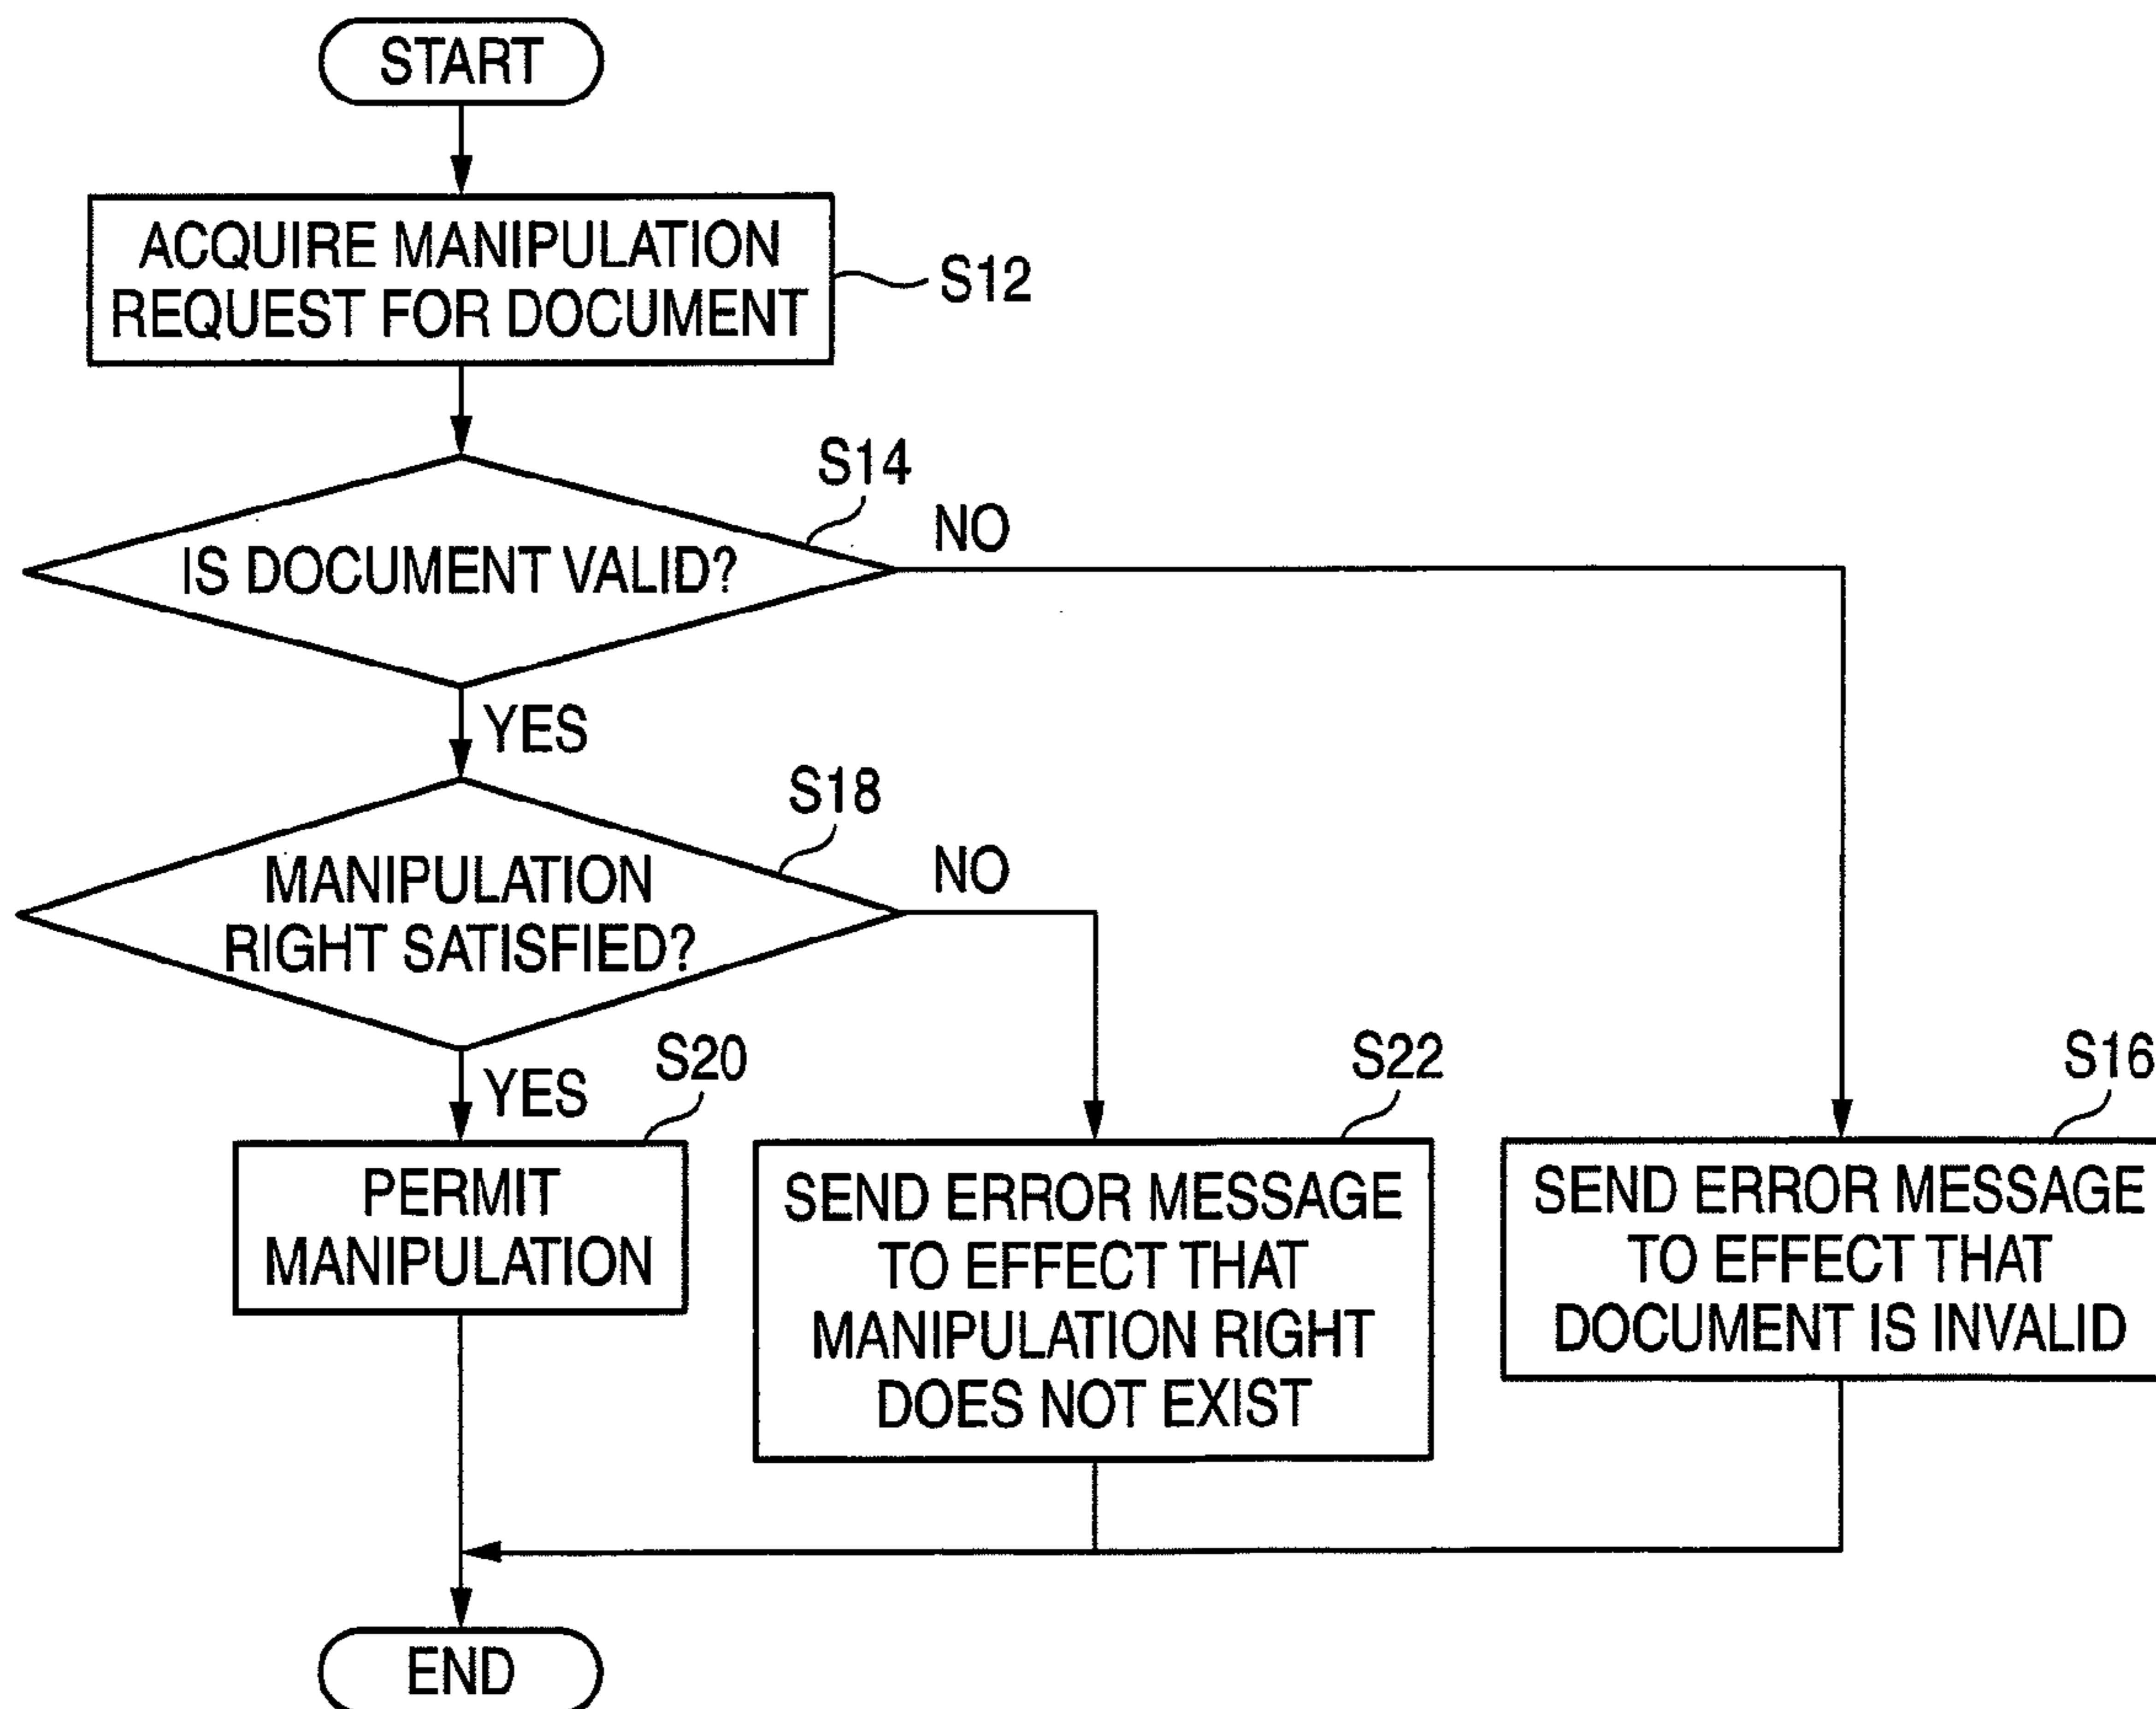 START
ACQUIRE MANIPULATION
REQUEST FOR DOCUMENT
S12
S14
NO
IS DOCUMENT VALID?
YES
S18
NO
MANIPULATION
RIGHT SATISFIED?
YES
S20
PERMIT
MANIPULATION
S22
SEND ERROR MESSAGE
TO EFFECT THAT
MANIPULATION RIGHT
DOES NOT EXIST
S16
SEND ERROR MESSAGE
TO EFFECT THAT
DOCUMENT IS INVALID
END